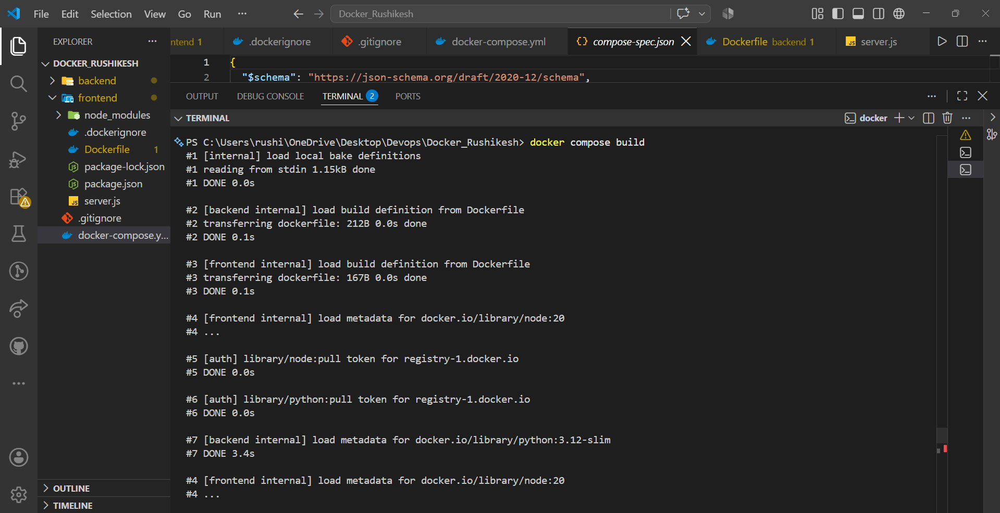 File Edit Selection View Go Run ...
Docker_Rushikesh
EXPLORER ...
ntend 1
.dockerignore
.gitignore
docker-compose.yml
compose-spec.json
Dockerfile backend 1
server.js
DOCKER_RUSHIKESH
backend
frontend
node_modules
.dockerignore
Dockerfile 1
package-lock.json
package.json
server.js
.gitignore
docker-compose.y...
OUTLINE
TIMELINE
1 {
2 "$schema": "https://json-schema.org/draft/2020-12/schema",
OUTPUT DEBUG CONSOLE TERMINAL 2 PORTS
TERMINAL
docker
PS C:\Users\rushi\OneDrive\Desktop\Devops\Docker_Rushikesh> docker compose build
#1 [internal] load local bake definitions
#1 reading from stdin 1.15kB done
#1 DONE 0.0s
#2 [backend internal] load build definition from Dockerfile
#2 transferring dockerfile: 212B 0.0s done
#2 DONE 0.1s
#3 [frontend internal] load build definition from Dockerfile
#3 transferring dockerfile: 167B 0.0s done
#3 DONE 0.1s
#4 [frontend internal] load metadata for docker.io/library/node:20
#4 ...
#5 [auth] library/node:pull token for registry-1.docker.io
#5 DONE 0.0s
#6 [auth] library/python:pull token for registry-1.docker.io
#6 DONE 0.0s
#7 [backend internal] load metadata for docker.io/library/python:3.12-slim
#7 DONE 3.4s
#4 [frontend internal] load metadata for docker.io/library/node:20
#4 ...